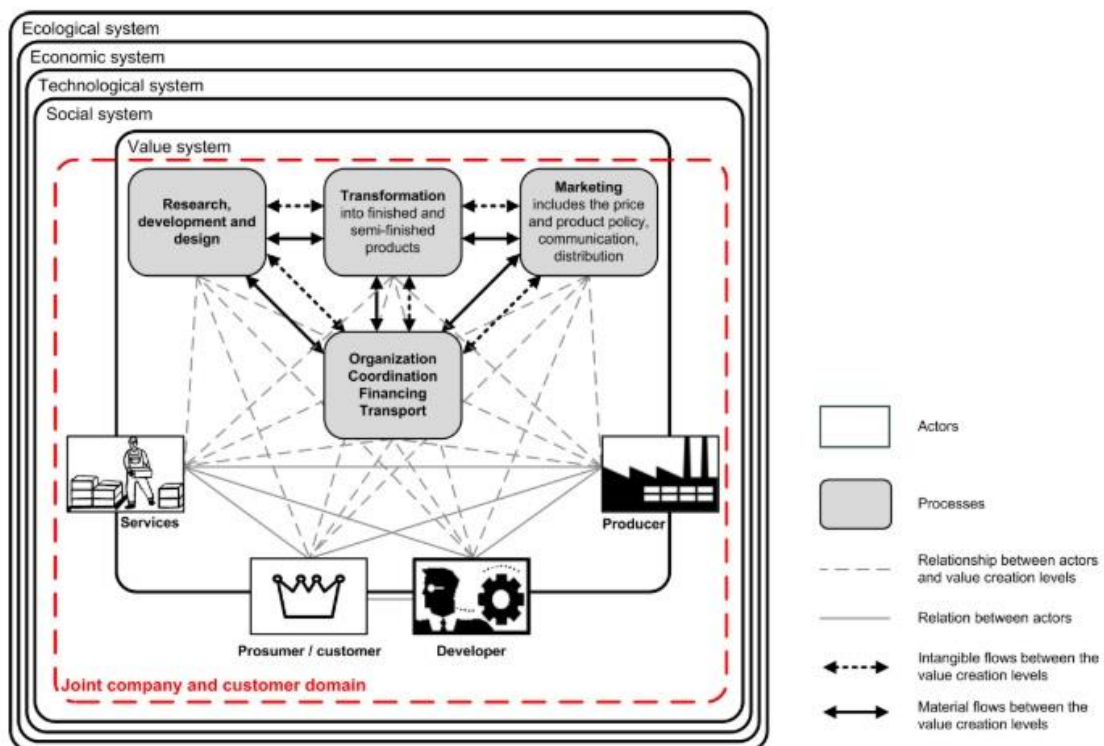 Ecological system
Economic system
Technological system
Social system
Value system
Research,
development and
design
Transformation
into finished and
semi-finished
products
Marketing
includes the price
and product policy,
communication,
distribution
Organization
Coordination
Financing
Transport
Services
Producer
Prosumer / customer
Developer
Joint company and customer domain
Actors
Processes
Relationship between actors
and value creation levels
Relation between actors
Intangible flows between the
value creation levels
Material flows between the
value creation levels